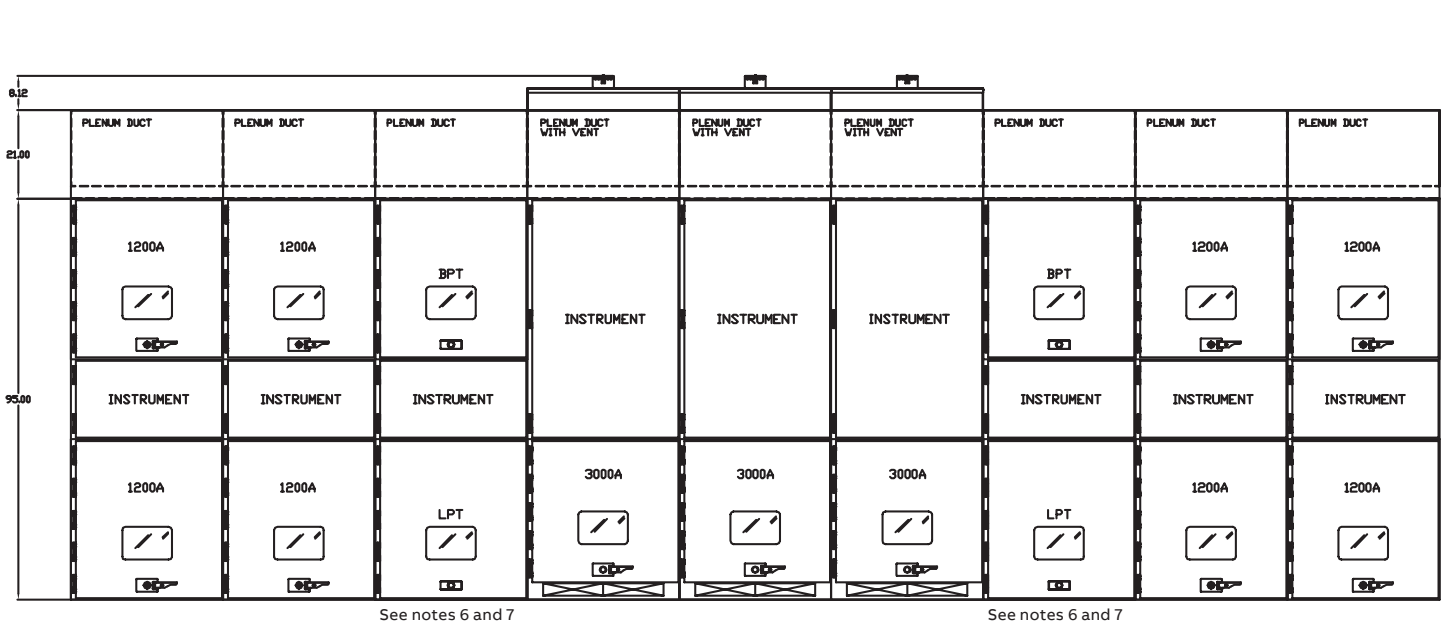 8.12
PLENUM DUCT
PLENUM DUCT
PLENUM DUCT
PLENUM DUCT
WITH VENT
PLENUM DUCT
WITH VENT
PLENUM DUCT
WITH VENT
PLENUM DUCT
PLENUM DUCT
PLENUM DUCT
21.00
1200A
1200A
BPT
INSTRUMENT
INSTRUMENT
INSTRUMENT
BPT
1200A
1200A
95.00
INSTRUMENT
INSTRUMENT
INSTRUMENT
INSTRUMENT
INSTRUMENT
INSTRUMENT
1200A
1200A
LPT
3000A
3000A
3000A
LPT
1200A
1200A
See notes 6 and 7
See notes 6 and 7